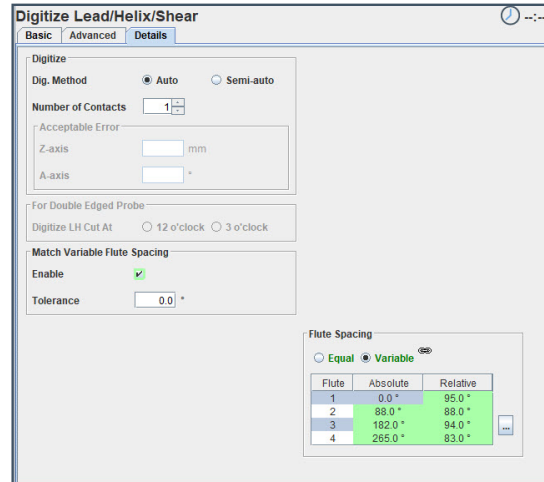 Digitize Lead/Helix/Shear --:--
Basic Advanced Details
Digitize
Dig. Method Auto Semi-auto
Number of Contacts 1
Acceptable Error
Z-axis mm
A-axis °
For Double Edged Probe
Digitize LH Cut At 12 o'clock 3 o'clock
Match Variable Flute Spacing
Enable
Tolerance 0.0 °
Flute Spacing
Equal Variable
Flute Absolute Relative
1 0.0 ° 95.0 °
2 88.0 ° 88.0 °
3 182.0 ° 94.0 °
4 265.0 ° 83.0 °
...